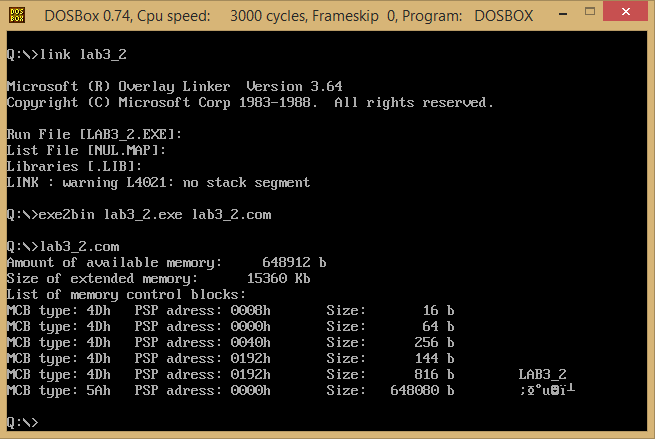 DOSBox 0.74, Cpu speed: 3000 cycles, Frameskip 0, Program: DOSBOX
Q:\>link lab3_2
Microsoft (R) Overlay Linker Version 3.64
Copyright (C) Microsoft Corp 1983-1988. All rights reserved.
Run File [LAB3_2.EXE]:
List File [NUL.MAP]:
Libraries [.LIB]:
LINK : warning L4021: no stack segment
Q:\>exe2bin lab3_2.exe lab3_2.com
Q:\>lab3_2.com
Amount of available memory: 648912 b
Size of extended memory: 15360 Kb
List of memory control blocks:
MCB type: 4Dh PSP adress: 0008h Size: 16 b
MCB type: 4Dh PSP adress: 0000h Size: 64 b
MCB type: 4Dh PSP adress: 0040h Size: 256 b
MCB type: 4Dh PSP adress: 0192h Size: 144 b
MCB type: 4Dh PSP adress: 0192h Size: 816 b LAB3_2
MCB type: 5Ah PSP adress: 0000h Size: 648080 b
Q:\>